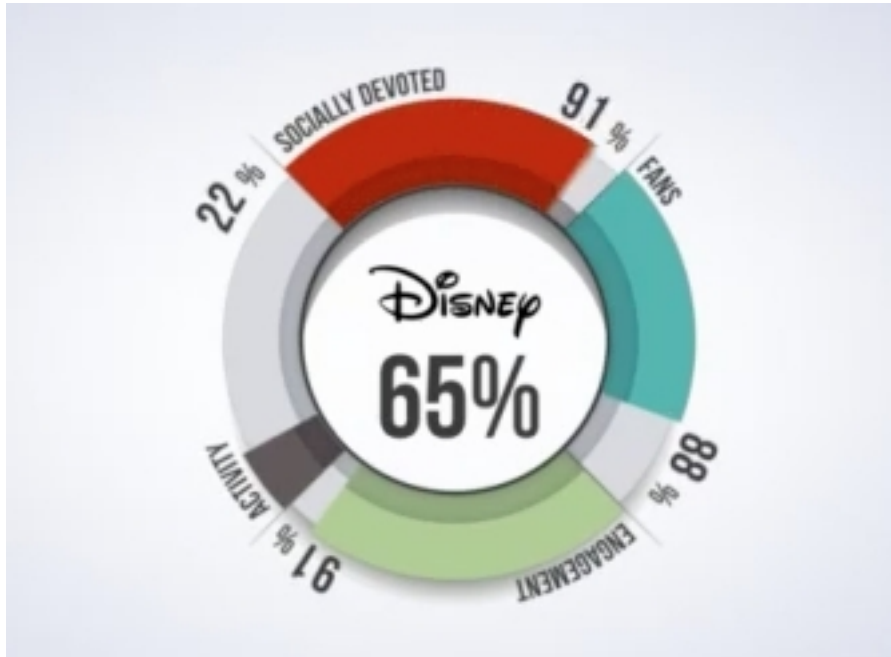 SOCIALLY DEVOTED
91 %
FANS
88 %
ENGAGEMENT
91 %
ACTIVITY
22 %
DISNEY
65%